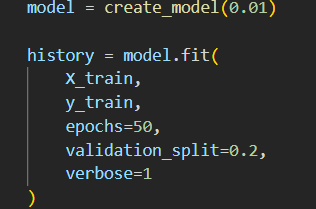 model = create_model(0.01)
history = model.fit(
X_train,
y_train,
epochs=50,
validation_split=0.2,
verbose=1
)